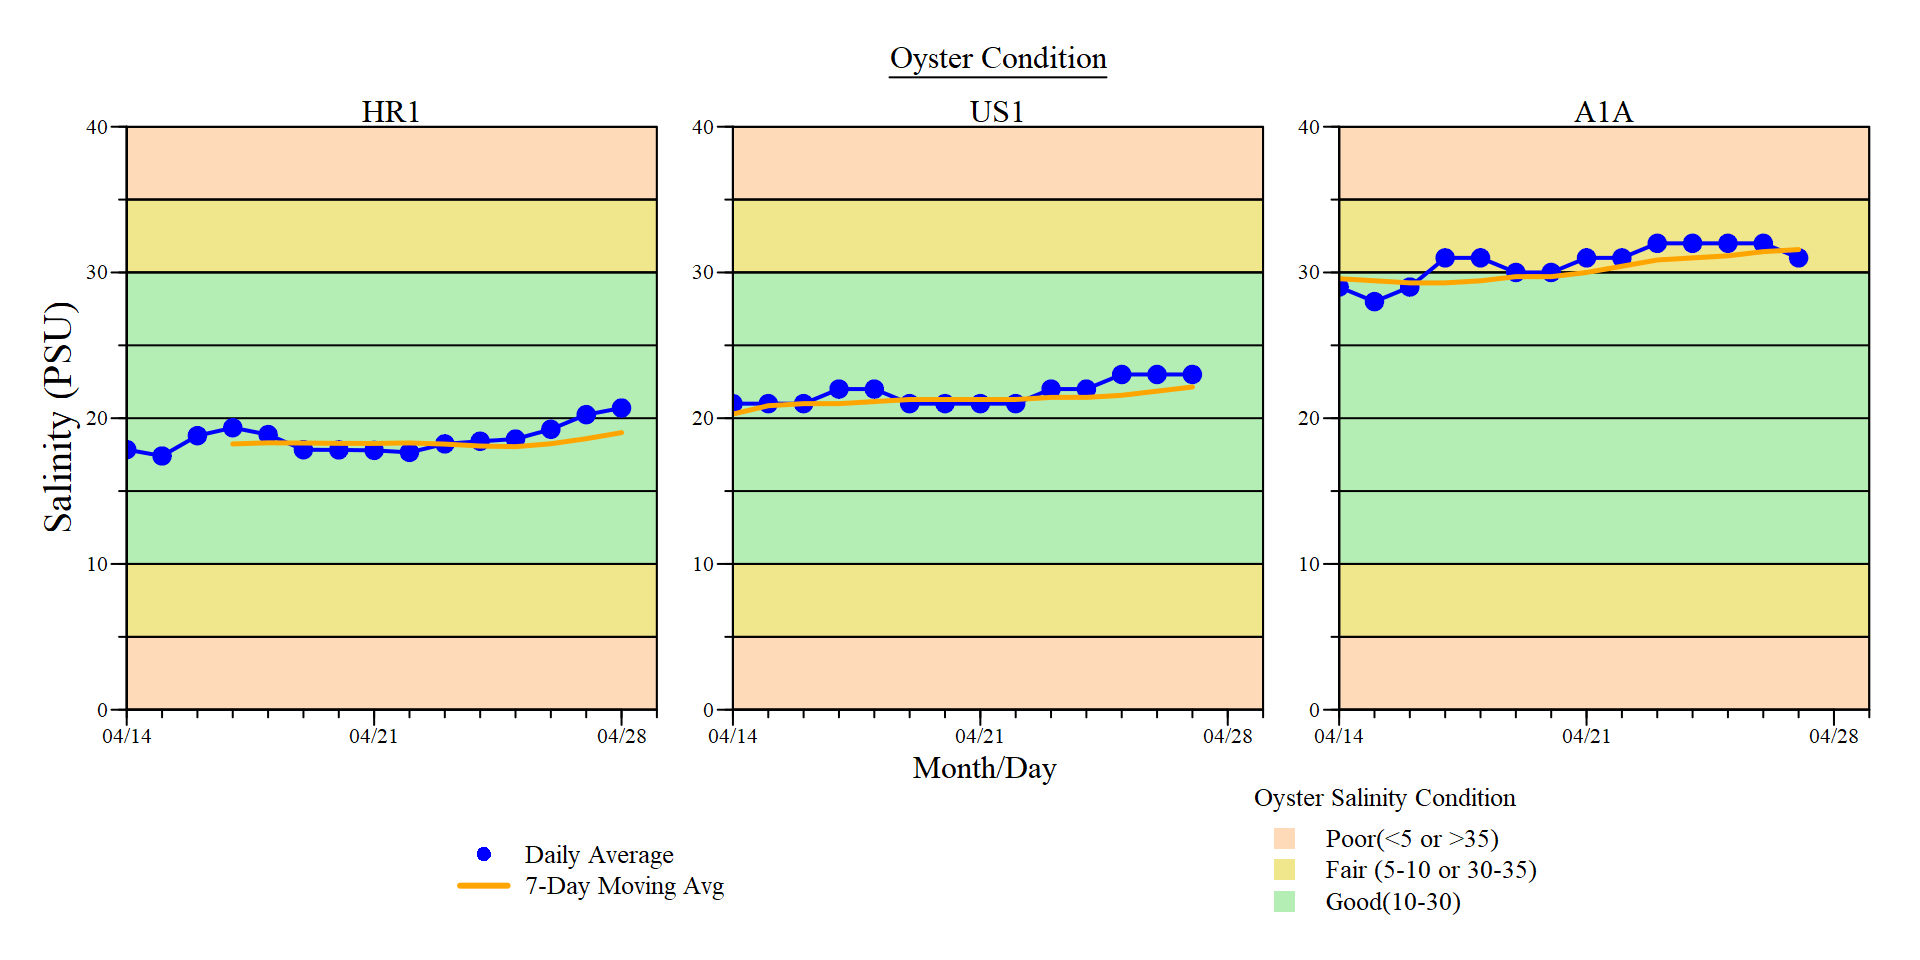 Oyster Condition
HR1
US1
A1A
Salinity (PSU)
40
30
20
10
0
04/14
04/21
04/28
40
30
20
10
0
04/14
04/21
04/28
40
30
20
10
0
04/14
04/21
04/28
Month/Day
Daily Average
7-Day Moving Avg
Oyster Salinity Condition
Poor(<5 or >35)
Fair (5-10 or 30-35)
Good(10-30)